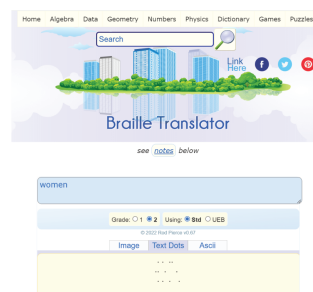 Home Algebra Data Geometry Numbers Physics Dictionary Games Puzzles
Search
Link
Here
Braille Translator
see notes below
women
Grade: 1 2 Using: Std UEB
© 2022 Rod Pierce v0.67
Image Text Dots Ascii